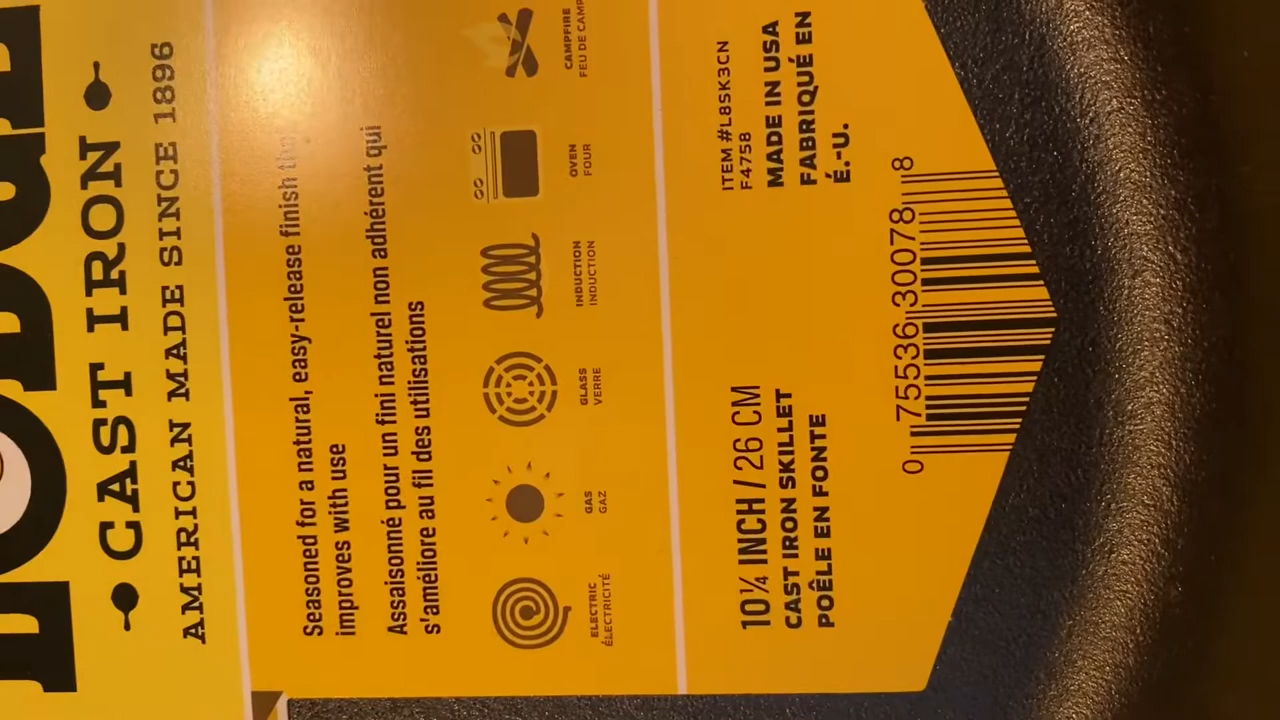 LODGE
CAST IRON
AMERICAN MADE SINCE 1896
Seasoned for a natural, easy-release finish
improves with use
Assaisonné pour un fini naturel non adhérent qui
s'améliore au fil des utilisations
ELECTRIC
ÉLECTRICITÉ
GAS
GAZ
GLASS
VERRE
INDUCTION
INDUCTION
OVEN
FOUR
CAMPFIRE
FEU DE CAMP
10¼ INCH / 26 CM
CAST IRON SKILLET
POÊLE EN FONTE
ITEM #L8SK3CN
F4758
MADE IN USA
FABRIQUÉ EN
É.-U.
0 75536 30078 8